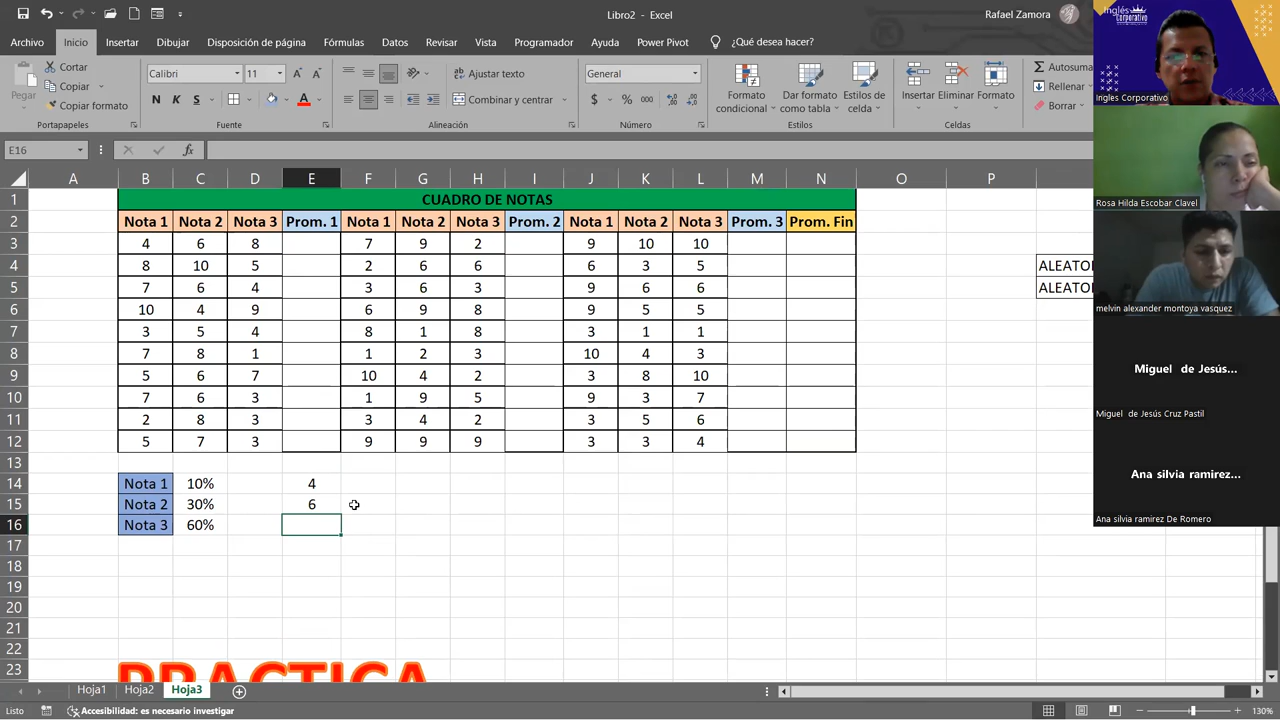 Libro2 - Excel
Rafael Zamora
Archivo Inicio Insertar Dibujar Disposición de página Fórmulas Datos Revisar Vista Programador Ayuda Power Pivot ¿Qué desea hacer?
Pegar
Cortar
Copiar
Copiar formato
Portapapeles
Calibri 11
N K S
Fuente
Ajustar texto
Combinar y centrar
Alineación
General
$ % 000
Número
Formato condicional
Dar formato como tabla
Estilos de celda
Estilos
Insertar Eliminar Formato
Celdas
Autosuma
Rellenar
Borrar
E16
fx
A B C D E F G H I J K L M N O P
1 CUADRO DE NOTAS
2 Nota 1 Nota 2 Nota 3 Prom. 1 Nota 1 Nota 2 Nota 3 Prom. 2 Nota 1 Nota 2 Nota 3 Prom. 3 Prom. Fin
3 4 6 8 7 9 2 9 10 10
4 8 10 5 2 6 6 6 3 5 ALEATO
5 7 6 4 3 6 3 9 6 6 ALEATO
6 10 4 9 6 9 8 9 5 5
7 3 5 4 8 1 8 3 1 1
8 7 8 1 1 2 3 10 4 3
9 5 6 7 10 4 2 3 8 10
10 7 6 3 1 9 5 9 3 7
11 2 8 3 3 4 2 3 5 6
12 5 7 3 9 9 9 3 3 4
13
14 Nota 1 10% 4
15 Nota 2 30% 6
16 Nota 3 60%
17
18
19
20
21
22
23 PRACTICA
Hoja1 Hoja2 Hoja3
Listo
Accesibilidad: es necesario investigar
130%
Inglés Corporativo
Ingles Corporativo
Rosa Hilda Escobar Clavel
melvin alexander montoya vasquez
Miguel de Jesús...
Miguel de Jesús Cruz Pastil
Ana silvia ramirez...
Ana silvia ramirez De Romero